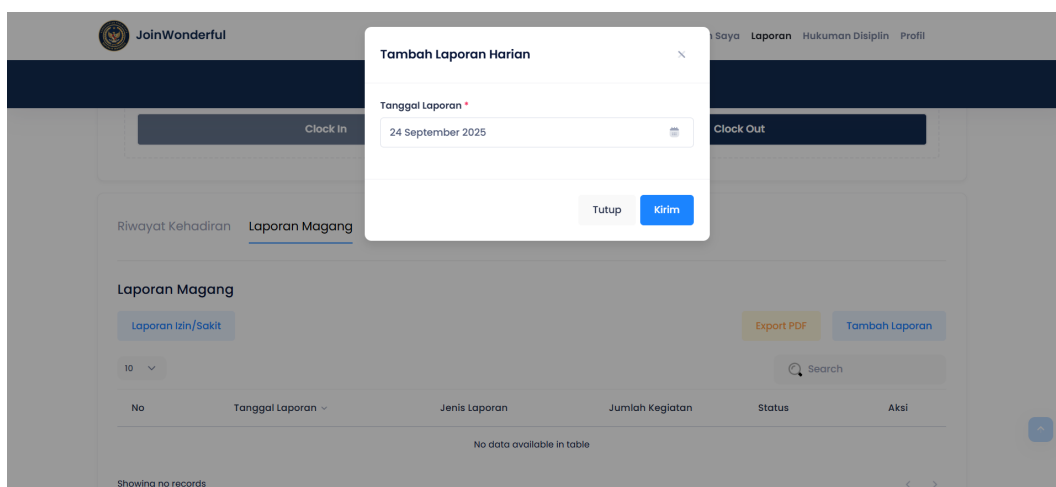 JoinWonderful
Saya Laporan Hukuman Disiplin Profil
Tambah Laporan Harian
Tanggal Laporan *
24 September 2025
Clock In
Clock Out
Tutup
Kirim
Riwayat Kehadiran
Laporan Magang
Laporan Magang
Laporan Izin/Sakit
Export PDF
Tambah Laporan
10
Search
No Tanggal Laporan Jenis Laporan Jumlah Kegiatan Status Aksi
No data available in table
Showing no records